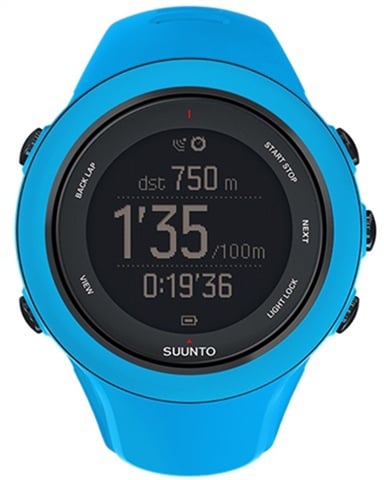 BACK LAP
START STOP
dst 750 m
1'35 /100m
NEXT
0:19'36
VIEW
LIGHT LOCK
SUUNTO